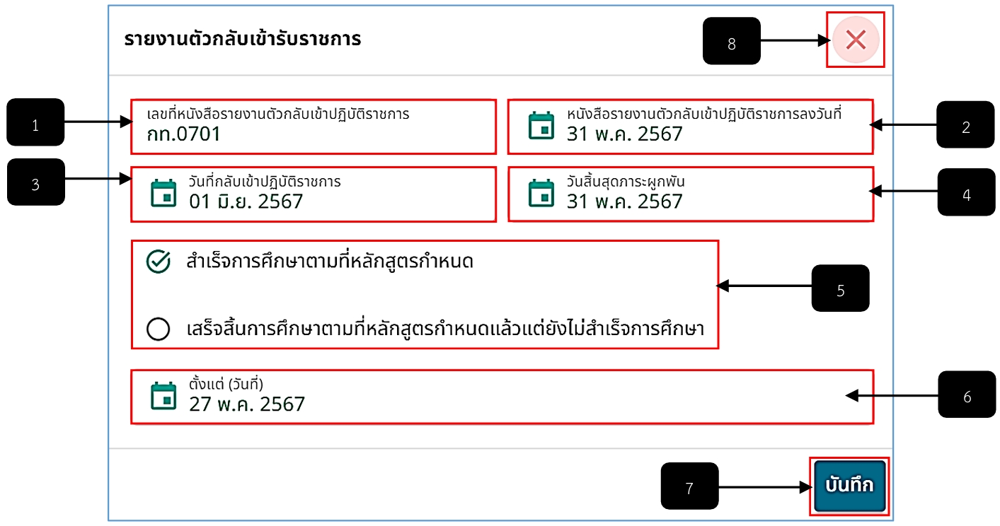 รายงานตัวกลับเข้ารับราชการ
8
1
เลขที่หนังสือรายงานตัวกลับเข้าปฏิบัติราชการ
กท.0701
หนังสือรายงานตัวกลับเข้าปฏิบัติราชการลงวันที่
31 พ.ค. 2567
2
3
วันที่กลับเข้าปฏิบัติราชการ
01 มิ.ย. 2567
วันสิ้นสุดภาระผูกพัน
31 พ.ค. 2567
4
สำเร็จการศึกษาตามที่หลักสูตรกำหนด
เสร็จสิ้นการศึกษาตามที่หลักสูตรกำหนดแล้วแต่ยังไม่สำเร็จการศึกษา
5
ตั้งแต่ (วันที่)
27 พ.ค. 2567
6
7
บันทึก